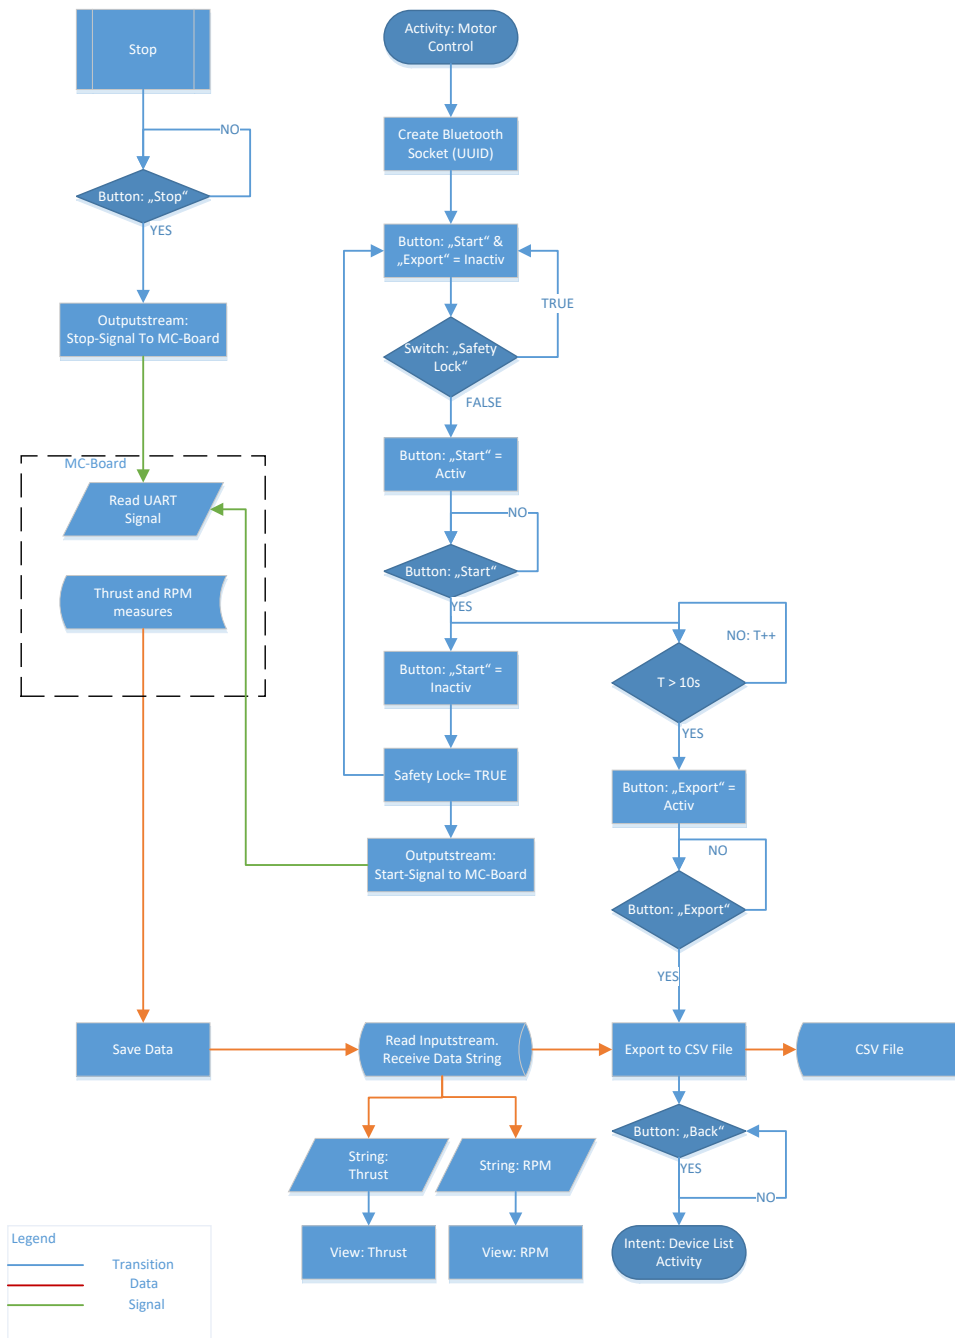 Stop
NO
Button: „Stop“
YES
Outputstream:
Stop-Signal To MC-Board
MC-Board
Read UART
Signal
Thrust and RPM
measures
Save Data
Activity: Motor
Control
Create Bluetooth
Socket (UUID)
Button: „Start“ &
„Export“ = Inactiv
TRUE
Switch: „Safety
Lock“
FALSE
Button: „Start“ =
Activ
NO
Button: „Start“
YES
Button: „Start“ =
Inactiv
Safety Lock= TRUE
Outputstream:
Start-Signal to MC-Board
NO: T++
T > 10s
YES
Button: „Export“ =
Activ
NO
Button: „Export“
YES
Read Inputstream.
Receive Data String
Export to CSV File
CSV File
String:
Thrust
String: RPM
View: Thrust
View: RPM
Button: „Back“
YES
NO
Intent: Device List
Activity
Legend
Transition
Data
Signal